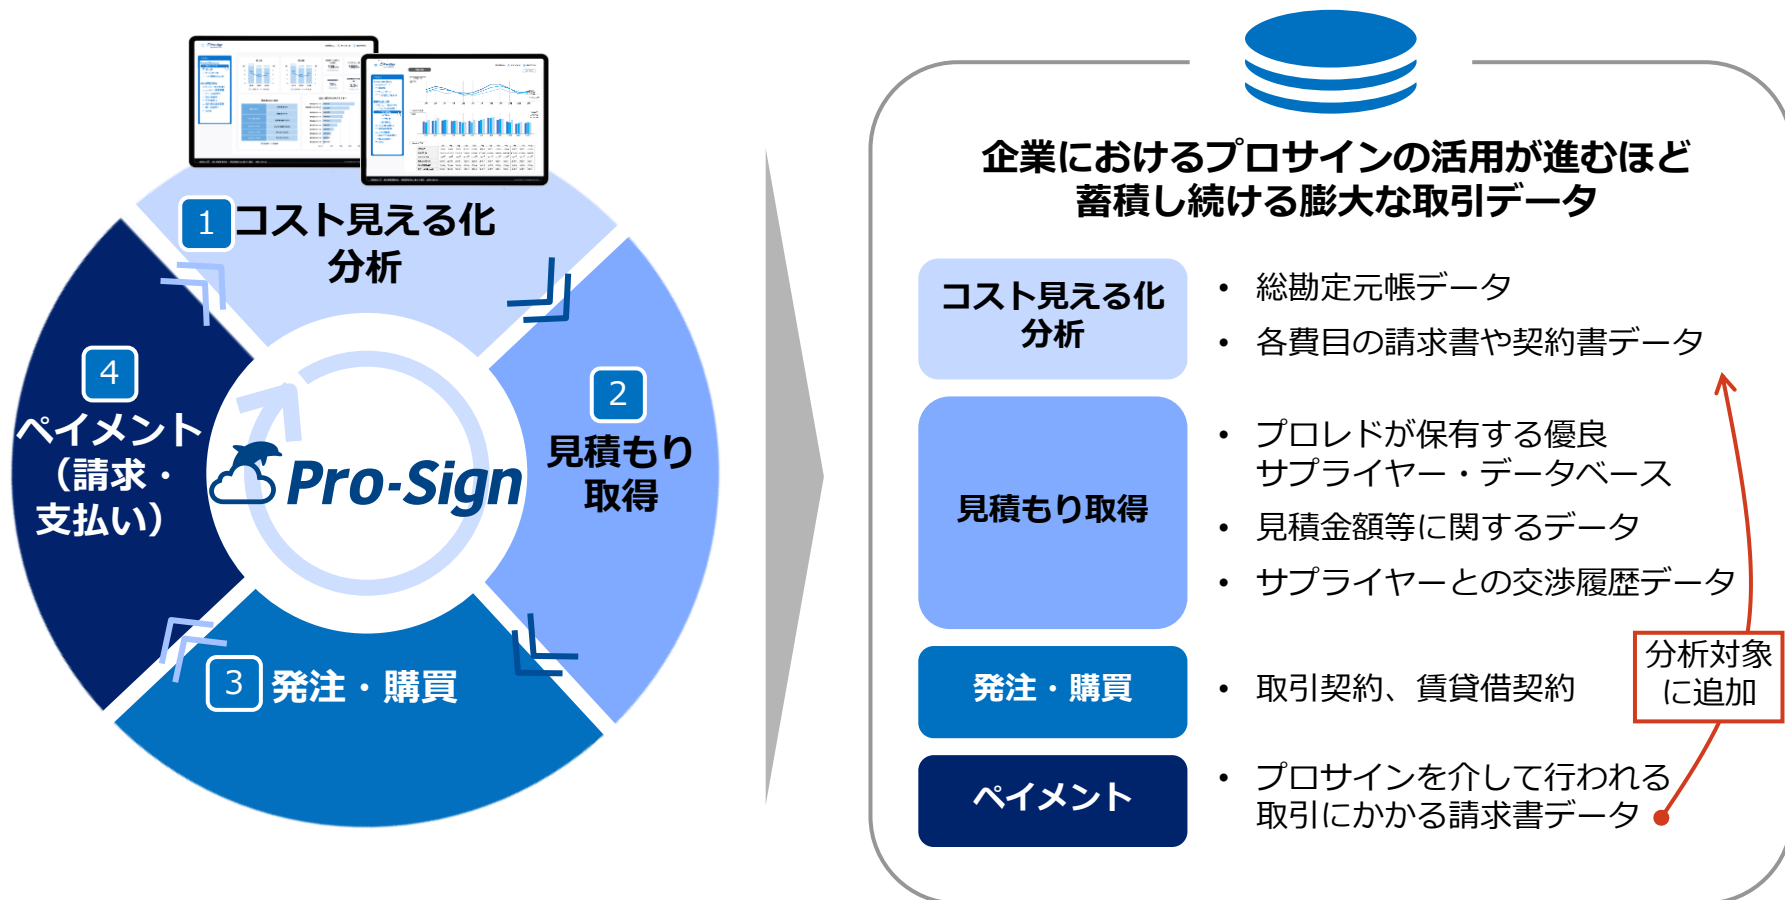 1
コスト見える化
分析
2
見積もり
取得
3
発注・購買
4
ペイメント
（請求・
支払い）
Pro-Sign
企業におけるプロサインの活用が進むほど
蓄積し続ける膨大な取引データ
コスト見える化
分析
• 総勘定元帳データ
• 各費目の請求書や契約書データ
見積もり取得
• プロレドが保有する優良
サプライヤー・データベース
• 見積金額等に関するデータ
• サプライヤーとの交渉履歴データ
発注・購買
• 取引契約、賃貸借契約
分析対象
に追加
ペイメント
• プロサインを介して行われる
取引にかかる請求書データ